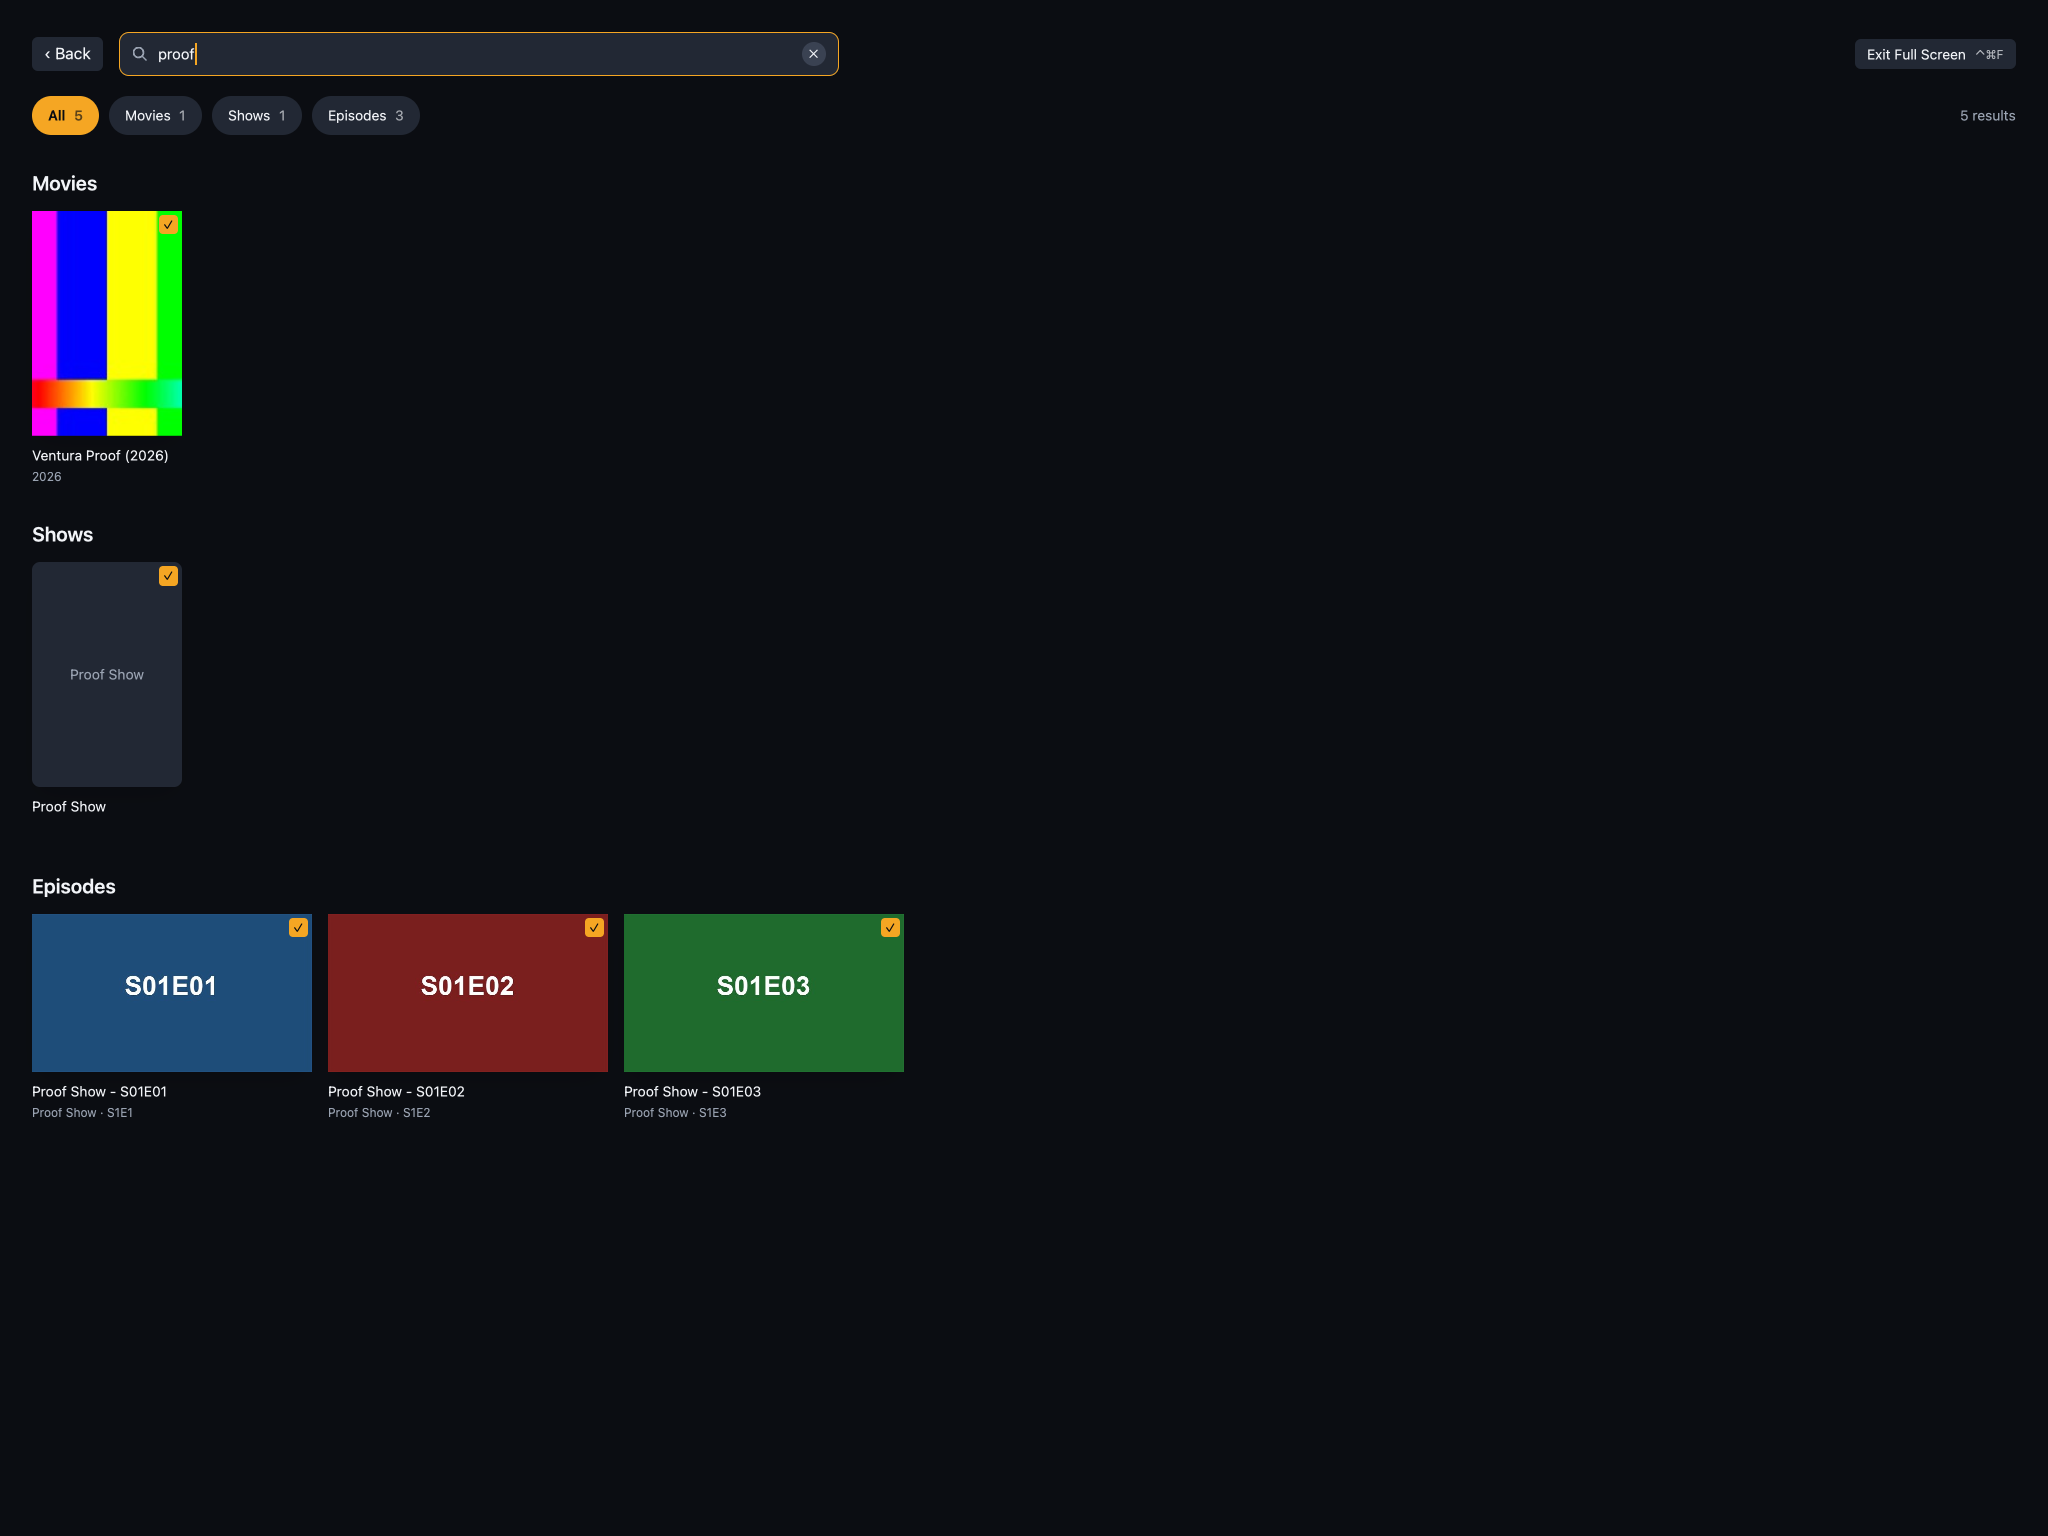 ‹ Back
proof
Exit Full Screen ^⌘F
All 5
Movies 1
Shows 1
Episodes 3
5 results
Movies
Ventura Proof (2026)
2026
Shows
Proof Show
Proof Show
Episodes
S01E01
S01E02
S01E03
Proof Show - S01E01
Proof Show · S1E1
Proof Show - S01E02
Proof Show · S1E2
Proof Show - S01E03
Proof Show · S1E3